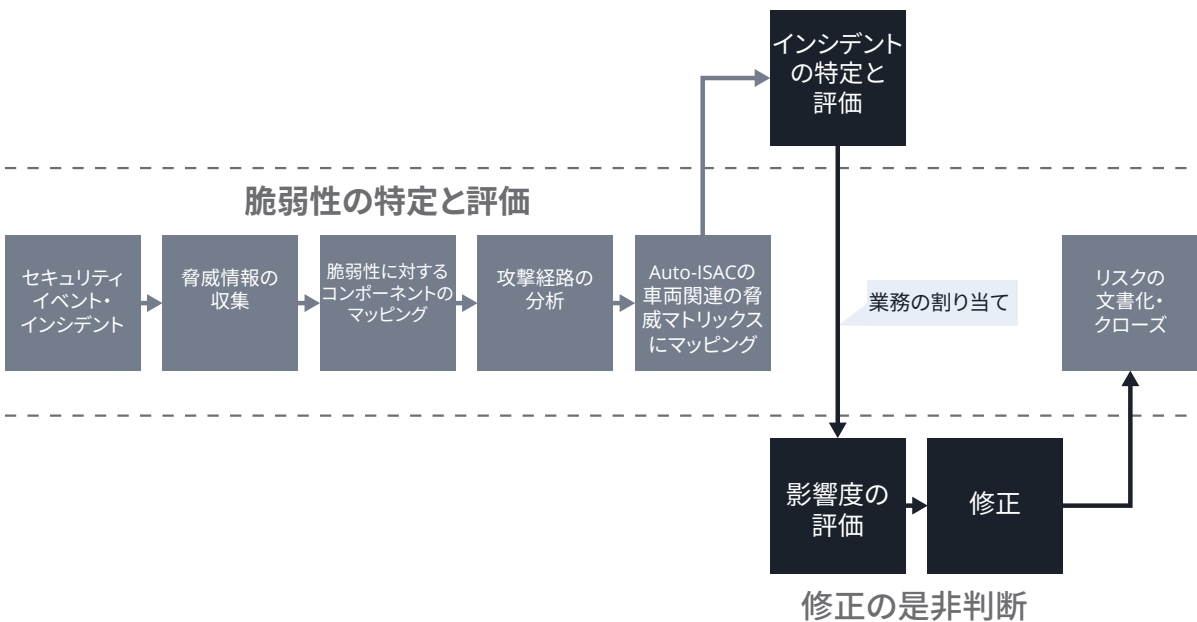 インシデント
の特定と
評価
脆弱性の特定と評価
セキュリティ
イベント・
インシデント
脅威情報の
収集
脆弱性に対する
コンポーネントの
マッピング
攻撃経路の
分析
Auto-ISACの
車両関連の脅
威マトリックス
にマッピング
業務の割り当て
リスクの
文書化・
クローズ
影響度の
評価
修正
修正の是非判断